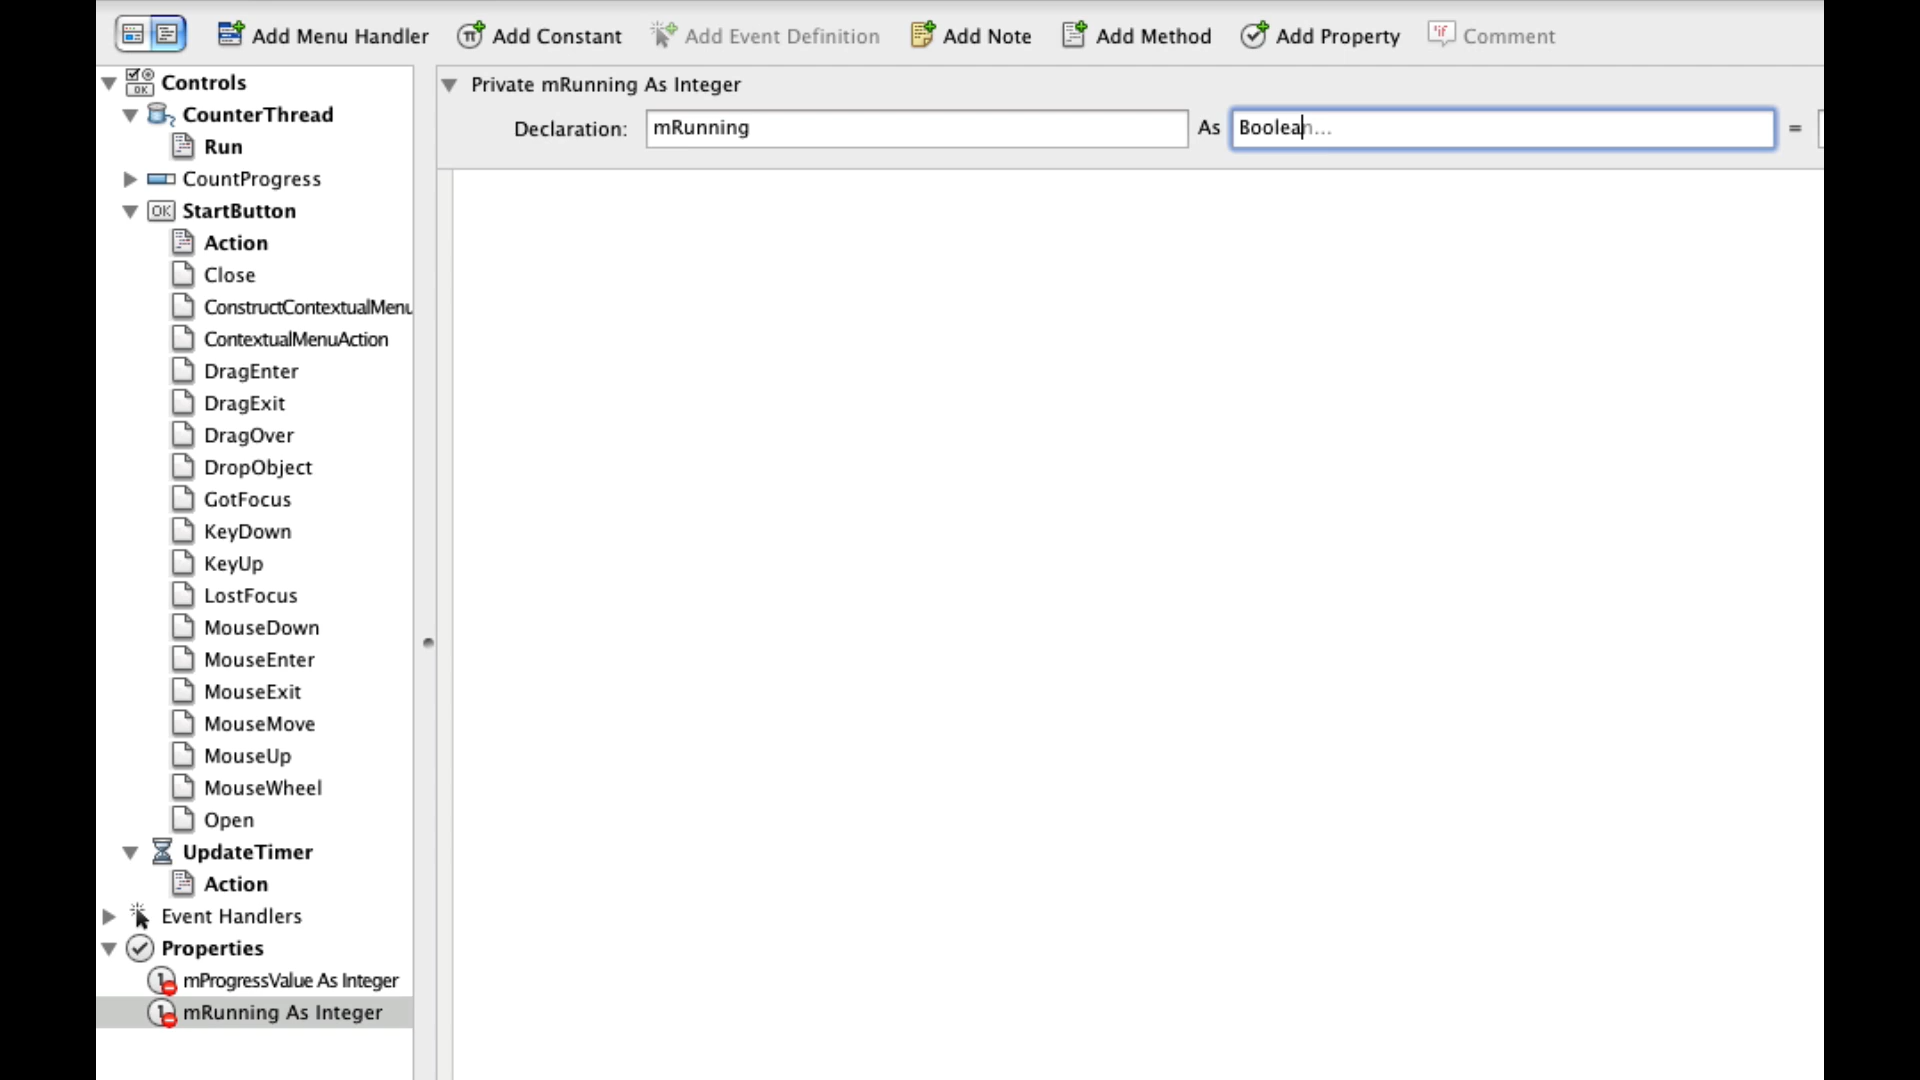 Add Menu Handler Add Constant Add Event Definition Add Note Add Method Add Property Comment
Controls
CounterThread
Run
CountProgress
OK StartButton
Action
Close
ConstructContextualMenu
ContextualMenuAction
DragEnter
DragExit
DragOver
DropObject
GotFocus
KeyDown
KeyUp
LostFocus
MouseDown
MouseEnter
MouseExit
MouseMove
MouseUp
MouseWheel
Open
UpdateTimer
Action
Event Handlers
Properties
mProgressValue As Integer
mRunning As Integer
Private mRunning As Integer
Declaration: mRunning As Boolean... =